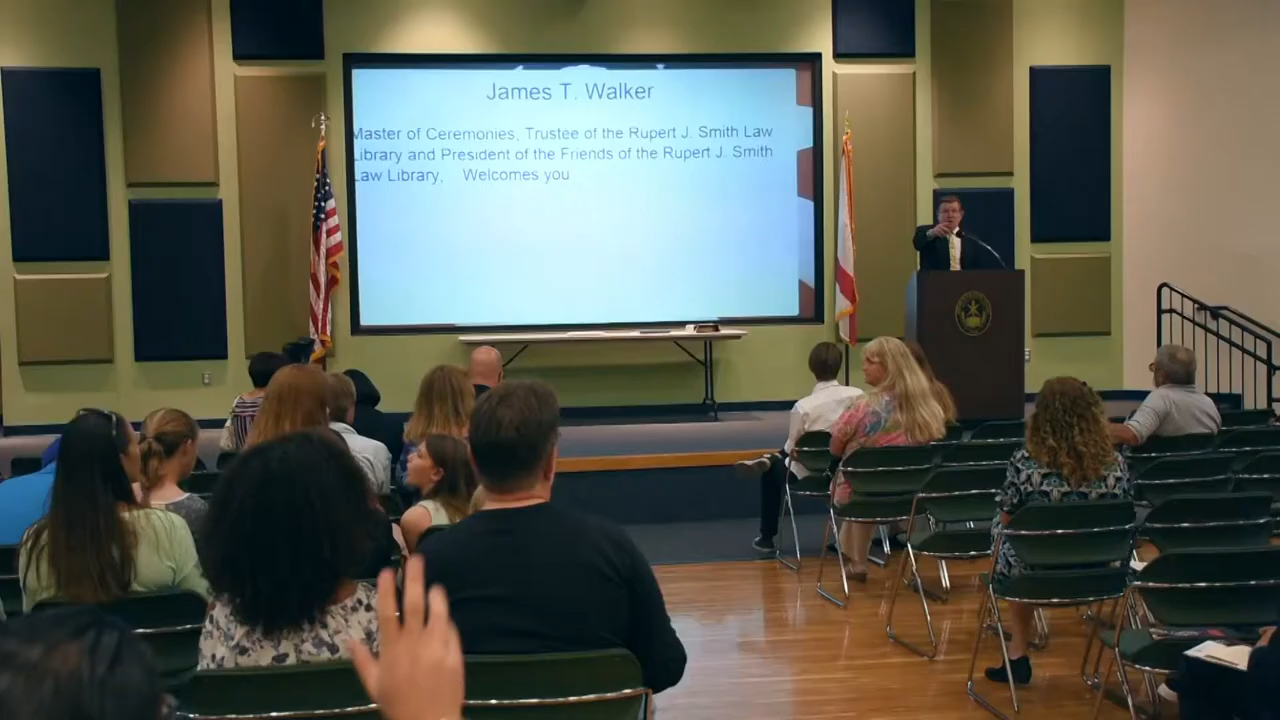 James T. Walker
Master of Ceremonies, Trustee of the Rupert J. Smith Law
Library and President of the Friends of the Rupert J. Smith
Law Library, Welcomes you